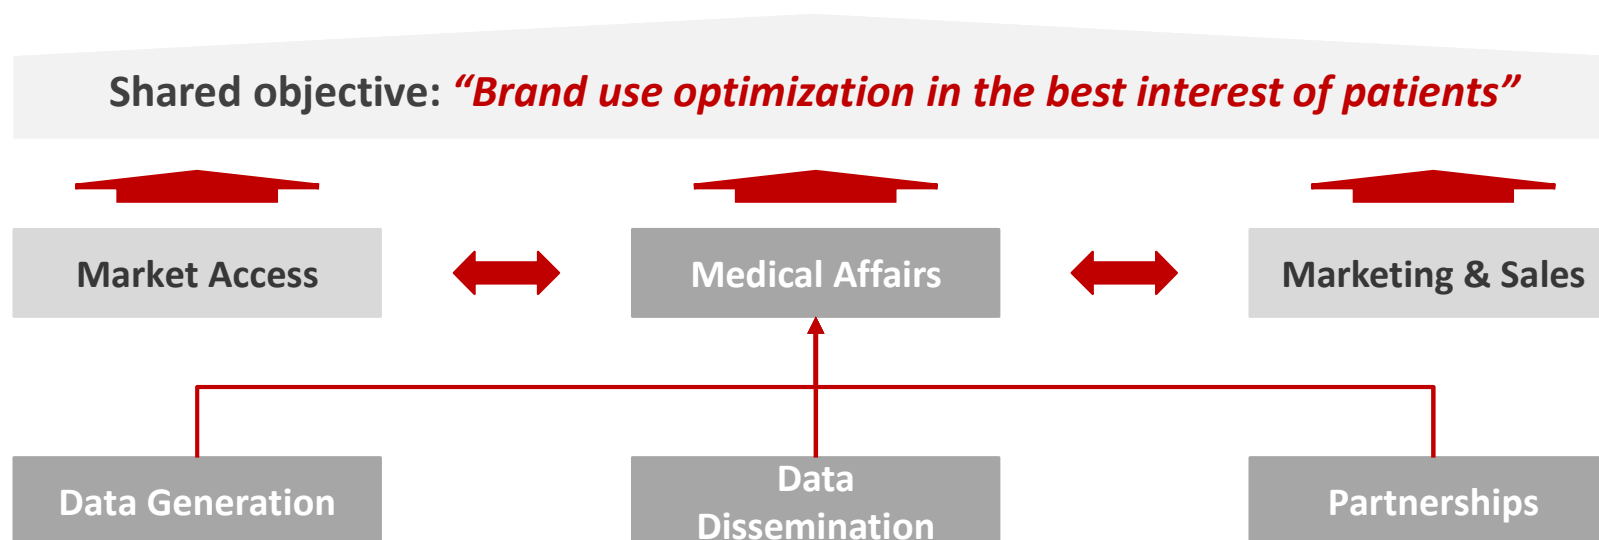 Shared objective: “Brand use optimization in the best interest of patients”
Market Access
Medical Affairs
Marketing & Sales
Data Generation
Data
Dissemination
Partnerships